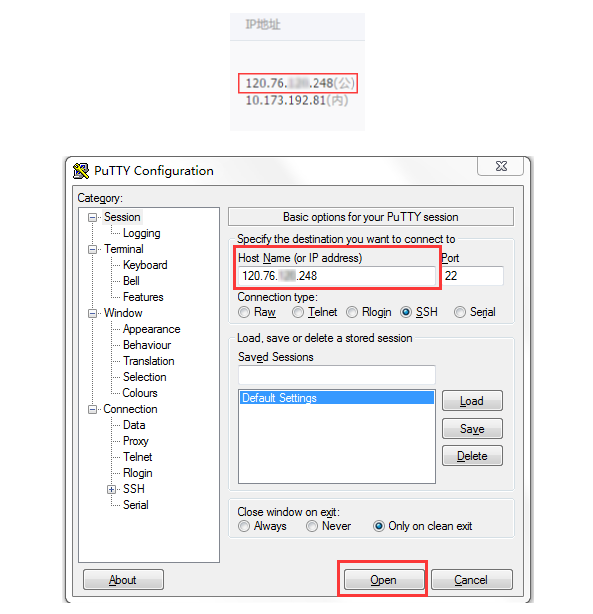 IP地址
120.76. .248(公)
10.173.192.81(内)
PuTTY Configuration
Category:
Session
Logging
Terminal
Keyboard
Bell
Features
Window
Appearance
Behaviour
Translation
Selection
Colours
Connection
Data
Proxy
Telnet
Rlogin
SSH
Serial
Basic options for your PuTTY session
Specify the destination you want to connect to
Host Name (or IP address) Port
120.76. .248 22
Connection type:
Raw Telnet Rlogin SSH Serial
Load, save or delete a stored session
Saved Sessions
Default Settings
Load
Save
Delete
Close window on exit:
Always Never Only on clean exit
About Open Cancel